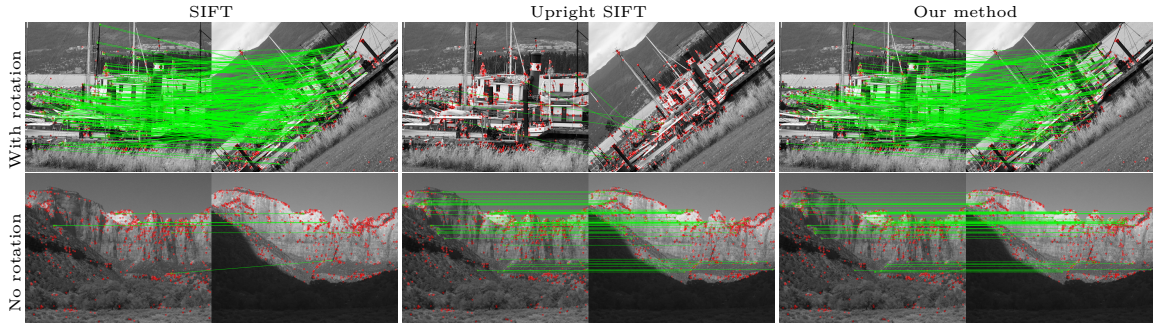 SIFT
Upright SIFT
Our method
With rotation
No rotation